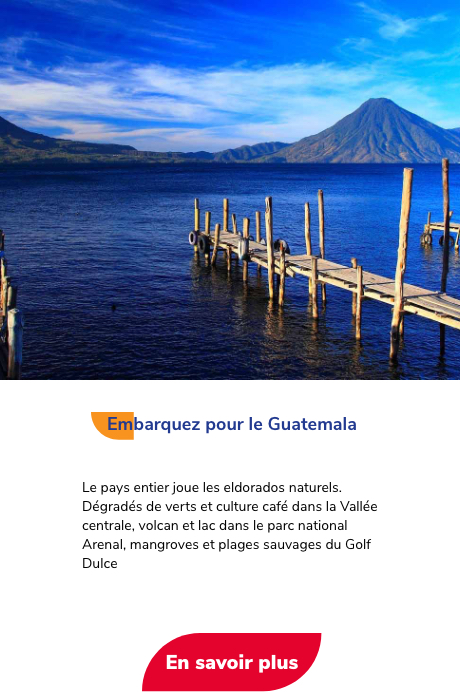 Embarquez pour le Guatemala
Le pays entier joue les eldorados naturels.
Dégradés de verts et culture café dans la Vallée
centrale, volcan et lac dans le parc national
Arenal, mangroves et plages sauvages du Golf
Dulce
En savoir plus